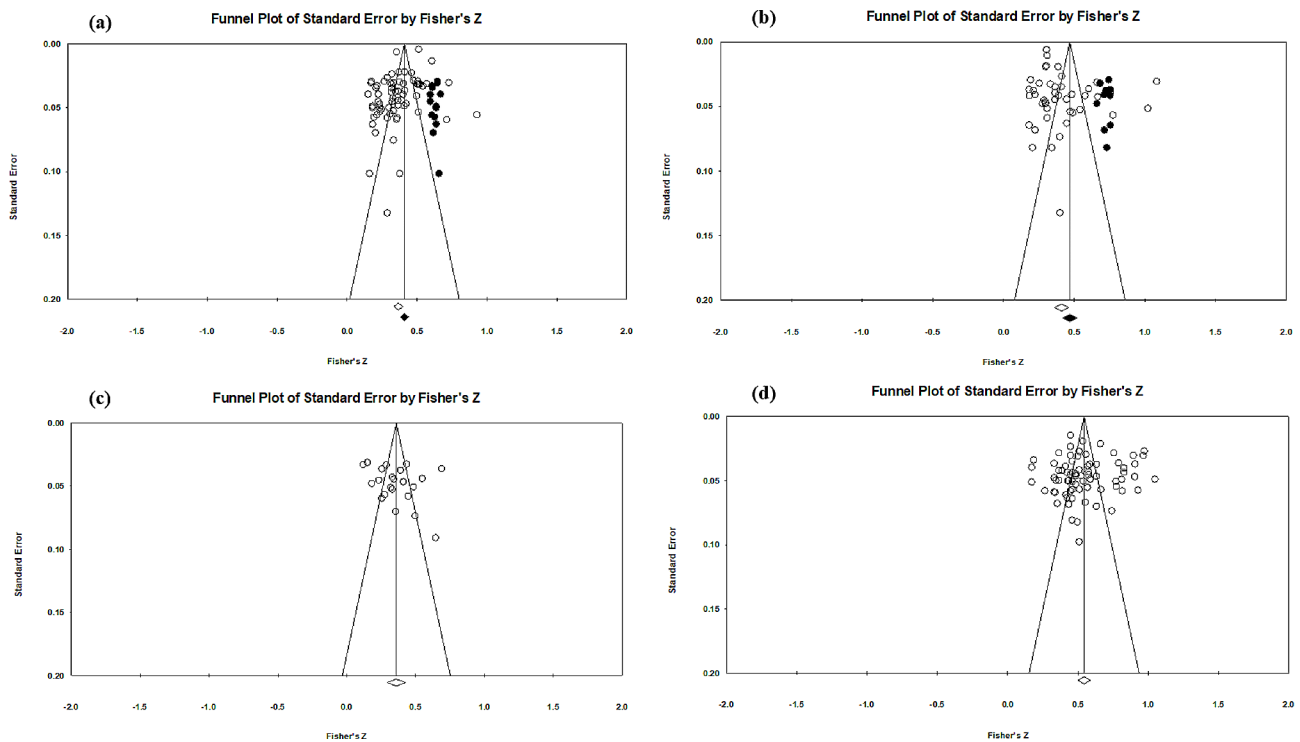 (a)
Funnel Plot of Standard Error by Fisher's Z
0.00
0.05
0.10
0.15
0.20
Standard Error
-2.0 -1.5 -1.0 -0.5 0.0 0.5 1.0 1.5 2.0
Fisher's Z
(b)
Funnel Plot of Standard Error by Fisher's Z
0.00
0.05
0.10
0.15
0.20
Standard Error
-2.0 -1.5 -1.0 -0.5 0.0 0.5 1.0 1.5 2.0
Fisher's Z
(c)
Funnel Plot of Standard Error by Fisher's Z
0.00
0.05
0.10
0.15
0.20
Standard Error
-2.0 -1.5 -1.0 -0.5 0.0 0.5 1.0 1.5 2.0
Fisher's Z
(d)
Funnel Plot of Standard Error by Fisher's Z
0.00
0.05
0.10
0.15
0.20
Standard Error
-2.0 -1.5 -1.0 -0.5 0.0 0.5 1.0 1.5 2.0
Fisher's Z